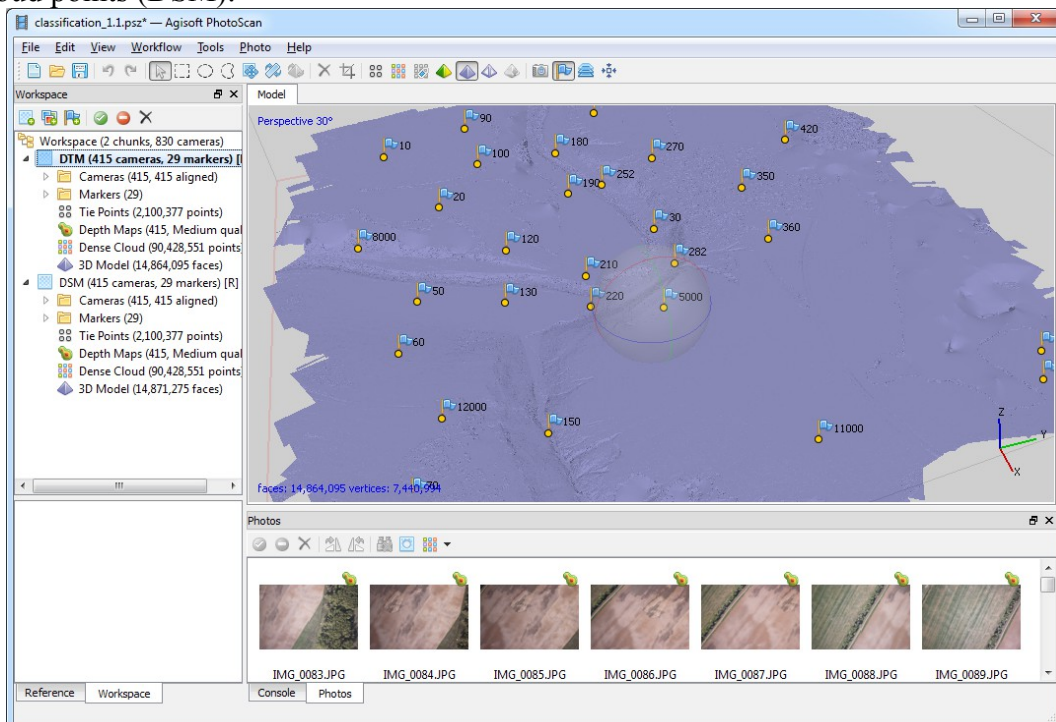 oud points (DSM).
classification_1.1.psz* — Agisoft PhotoScan
File Edit View Workflow Tools Photo Help
Workspace
Model
Workspace (2 chunks, 830 cameras)
DTM (415 cameras, 29 markers) [
Cameras (415, 415 aligned)
Markers (29)
Tie Points (2,100,377 points)
Depth Maps (415, Medium qual
Dense Cloud (90,428,551 points
3D Model (14,864,095 faces)
DSM (415 cameras, 29 markers) [R]
Cameras (415, 415 aligned)
Markers (29)
Tie Points (2,100,377 points)
Depth Maps (415, Medium qual
Dense Cloud (90,428,551 points
3D Model (14,871,275 faces)
Perspective 30°
90
420
10
100
180
270
190
252
350
20
30
360
8000
120
282
210
50
130
220
5000
60
12000
150
11000
70
Z
Y
X
faces: 14,864,095 vertices: 7,440,994
Photos
IMG_0083.JPG IMG_0084.JPG IMG_0085.JPG IMG_0086.JPG IMG_0087.JPG IMG_0088.JPG IMG_0089.JPG
Reference Workspace
Console Photos